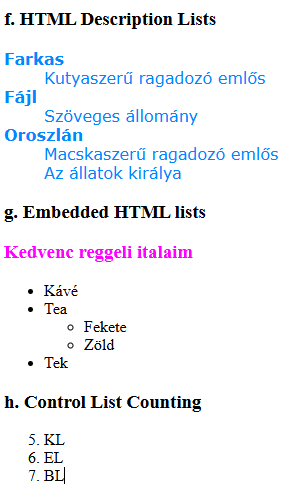 f. HTML Description Lists
Farkas
Kutyaszerű ragadozó emlős
Fájl
Szöveges állomány
Oroszlán
Macskaszerű ragadozó emlős
Az állatok királya
g. Embedded HTML lists
Kedvenc reggeli italaim
• Kávé
• Tea
◦ Fekete
◦ Zöld
• Tek
h. Control List Counting
5. KL
6. EL
7. BL